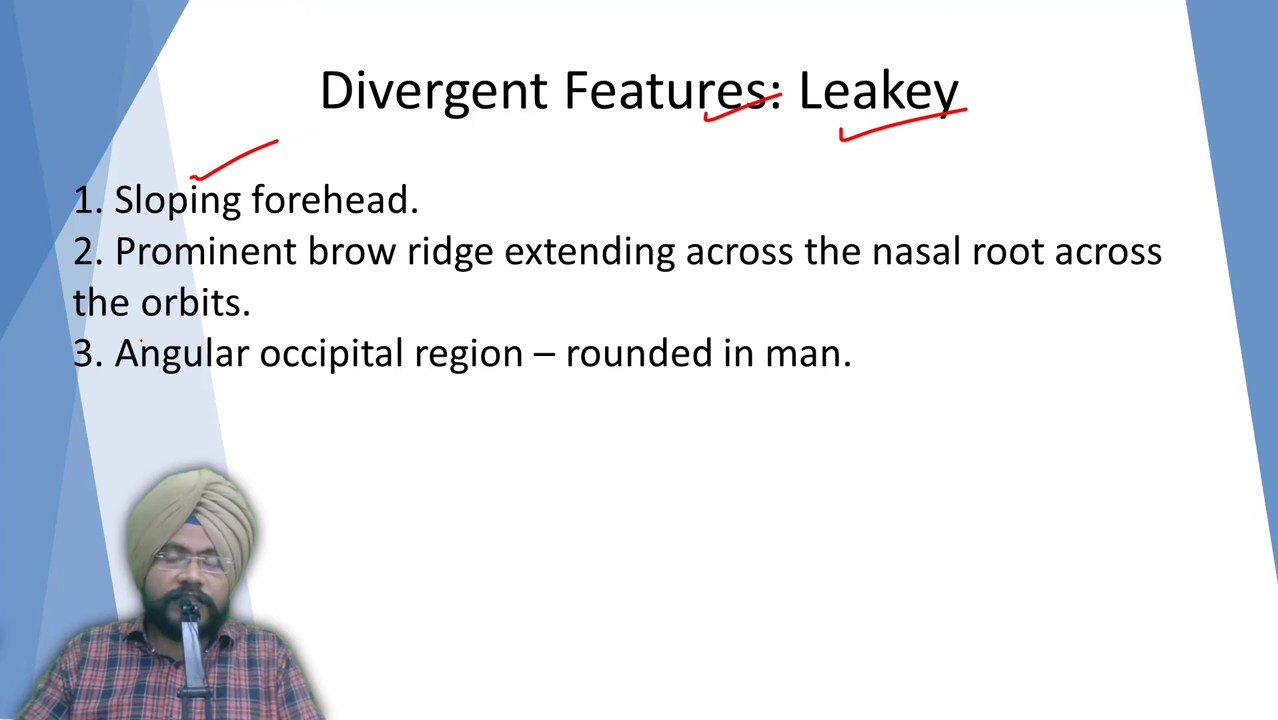 Divergent Features: Leakey
1. Sloping forehead.
2. Prominent brow ridge extending across the nasal root across
the orbits.
3. Angular occipital region – rounded in man.